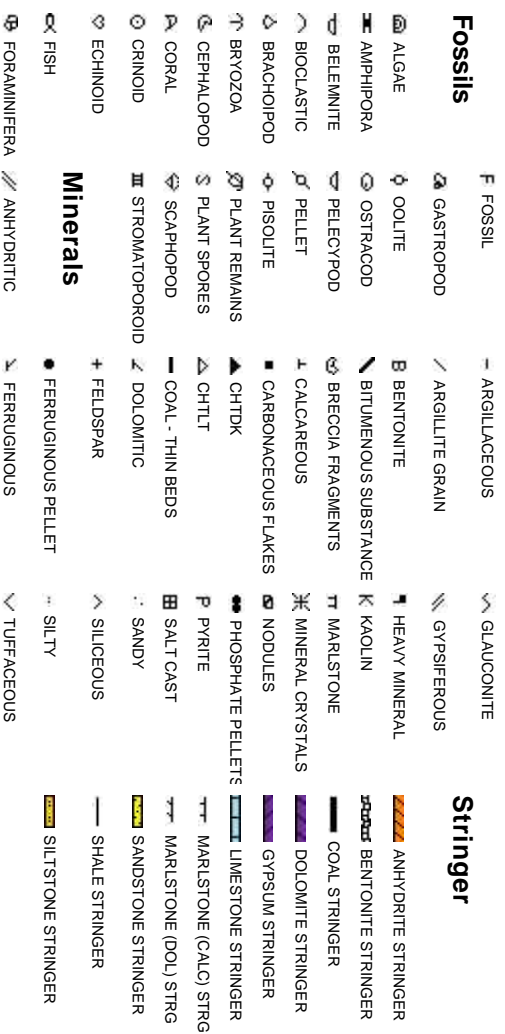 Fossils
ALGAE
AMPHIPORA
BELEMNITE
BIOCLASTIC
BRACHOIPOD
BRYOZOA
CEPHALOPOD
CORAL
CRINOID
ECHINOID
FISH
FORAMINIFERA
F FOSSIL
GASTROPOD
OOLITE
OSTRACOD
PELECYPOD
PELLET
PISOLITE
PLANT REMAINS
S PLANT SPORES
SCAPHOPOD
STROMATOPOROID
Minerals
ANHYDRITIC
ARGILLACEOUS
ARGILLITE GRAIN
B BENTONITE
BITUMENOUS SUBSTANCE
BRECCIA FRAGMENTS
CALCAREOUS
CARBONACEOUS FLAKES
CHTDK
CHTLT
COAL - THIN BEDS
DOLOMITIC
FELDSPAR
FERRUGINOUS PELLET
FERRUGINOUS
GLAUCONITE
GYPSIFEROUS
HEAVY MINERAL
K KAOLIN
MARLSTONE
MINERAL CRYSTALS
NODULES
PHOSPHATE PELLETS
P PYRITE
SALT CAST
SANDY
SILICEOUS
SILTY
TUFFACEOUS
Stringer
ANHYDRITE STRINGER
BENTONITE STRINGER
COAL STRINGER
DOLOMITE STRINGER
GYPSUM STRINGER
LIMESTONE STRINGER
MARLSTONE (CALC) STRG
MARLSTONE (DOL) STRG
SANDSTONE STRINGER
SHALE STRINGER
SILTSTONE STRINGER